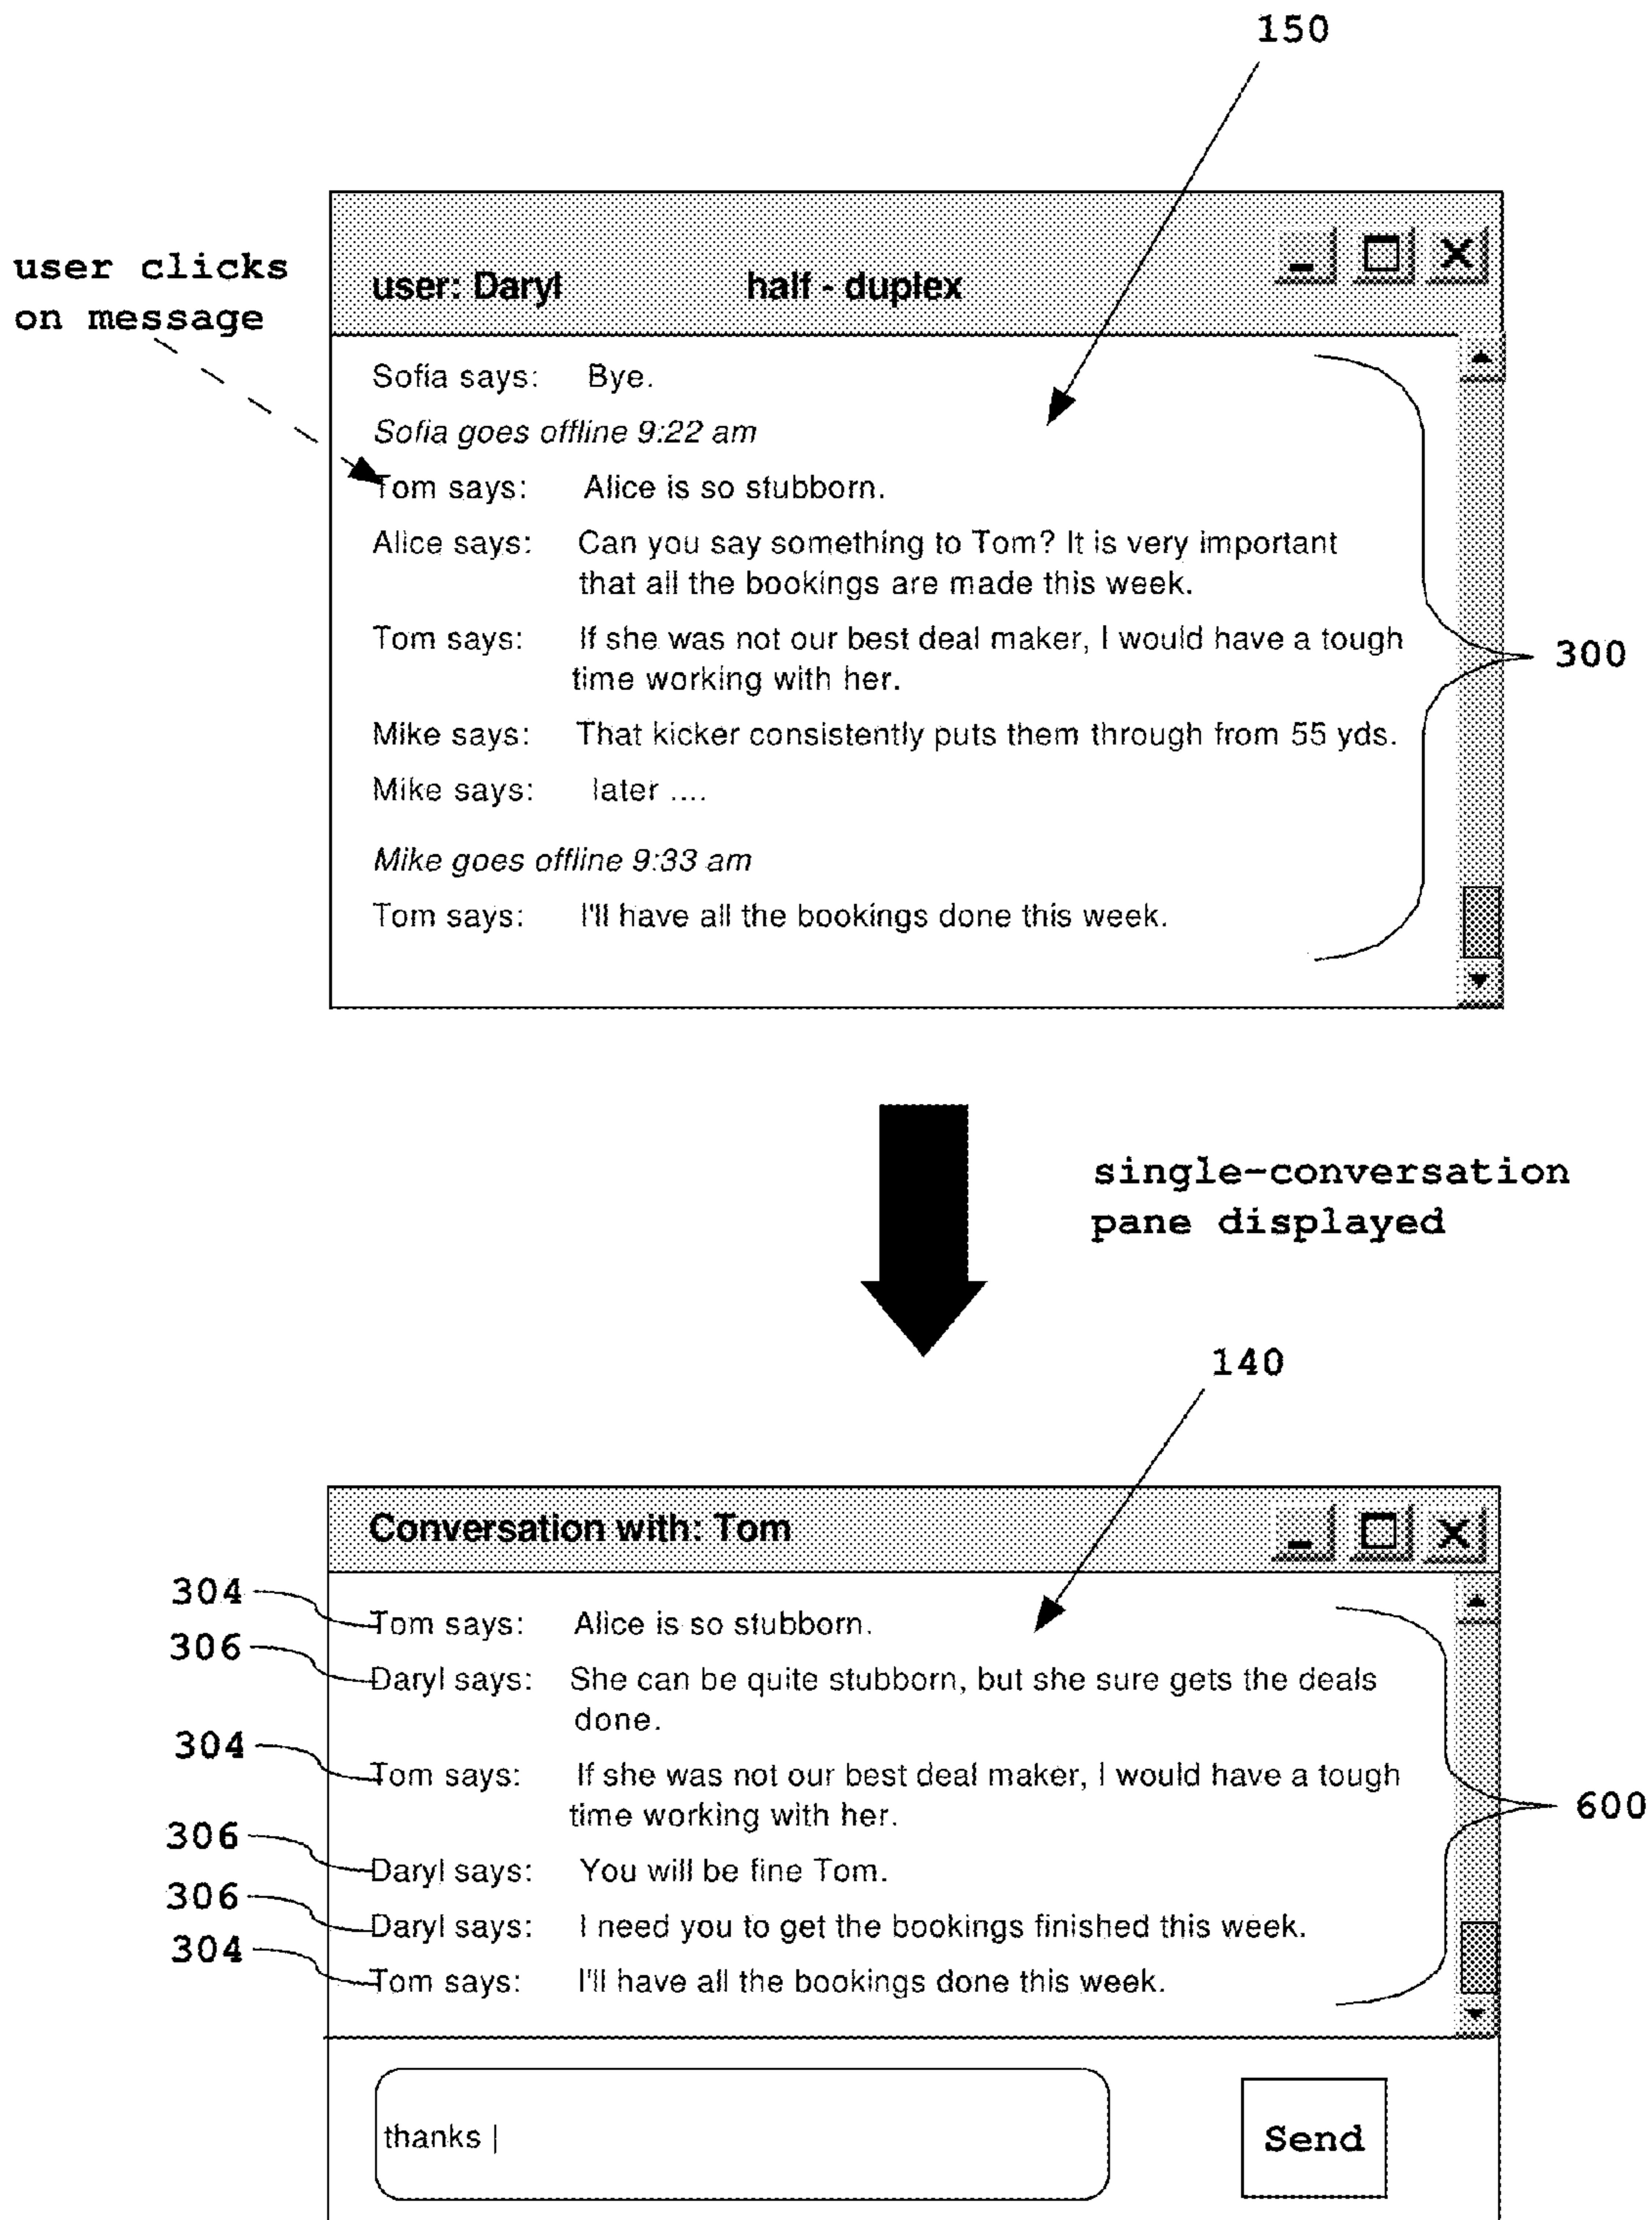 150
user clicks
on message
user: Daryl half - duplex
Sofia says: Bye.
Sofia goes offline 9:22 am
Tom says: Alice is so stubborn.
Alice says: Can you say something to Tom? It is very important
that all the bookings are made this week.
Tom says: If she was not our best deal maker, I would have a tough
time working with her.
300
Mike says: That kicker consistently puts them through from 55 yds.
Mike says: later ....
Mike goes offline 9:33 am
Tom says: I'll have all the bookings done this week.
single-conversation
pane displayed
140
Conversation with: Tom
304
Tom says: Alice is so stubborn.
306
Daryl says: She can be quite stubborn, but she sure gets the deals
done.
304
Tom says: If she was not our best deal maker, I would have a tough
time working with her.
600
306
Daryl says: You will be fine Tom.
306
Daryl says: I need you to get the bookings finished this week.
304
Tom says: I'll have all the bookings done this week.
thanks |
Send